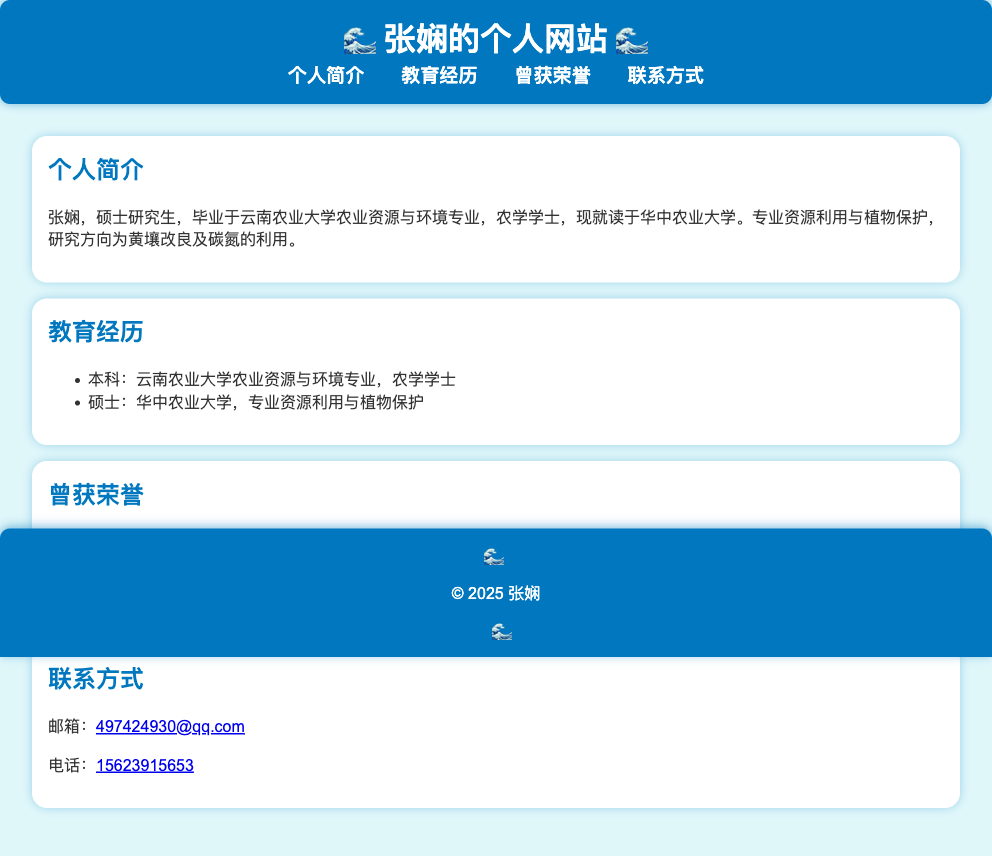 🌊 张娴的个人网站 🌊
个人简介 教育经历 曾获荣誉 联系方式
个人简介
张娴，硕士研究生，毕业于云南农业大学农业资源与环境专业，农学学士，现就读于华中农业大学。专业资源利用与植物保护，
研究方向为黄壤改良及碳氮的利用。
教育经历
• 本科：云南农业大学农业资源与环境专业，农学学士
• 硕士：华中农业大学，专业资源利用与植物保护
曾获荣誉
🌊
© 2025 张娴
🌊
联系方式
邮箱：497424930@qq.com
电话：15623915653